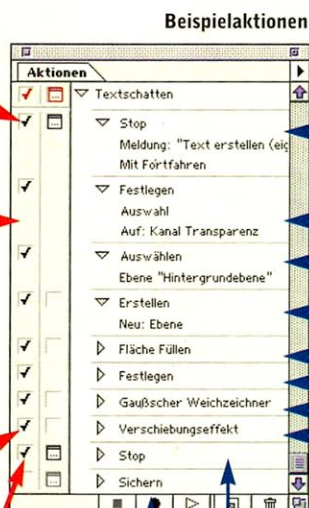 Beispielaktionen
Aktionen
Textschatten
Stop
Meldung: "Text erstellen (eig
Mit Fortfahren
Festlegen
Auswahl
Auf: Kanal Transparenz
Auswählen
Ebene "Hintergrundebene"
Erstellen
Neu: Ebene
Fläche Füllen
Festlegen
Gaußscher Weichzeichner
Verschiebungseffekt
Stop
Sichern